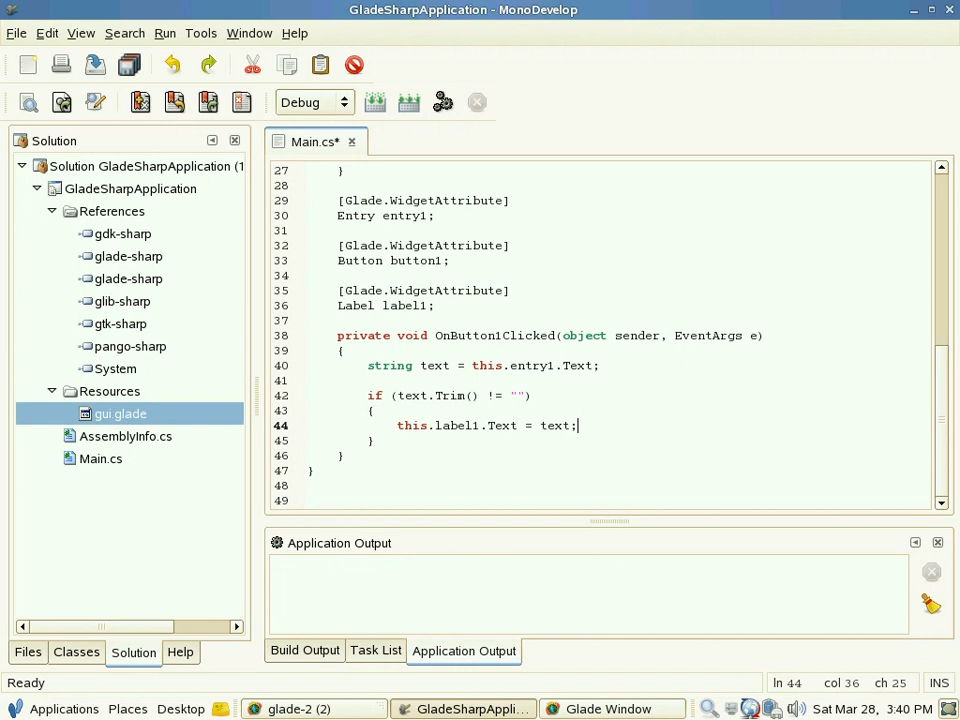 GladeSharpApplication - MonoDevelop
File Edit View Search Run Tools Window Help
Debug
Solution
Solution GladeSharpApplication (1
GladeSharpApplication
References
gdk-sharp
glade-sharp
glade-sharp
glib-sharp
gtk-sharp
pango-sharp
System
Resources
gui.glade
AssemblyInfo.cs
Main.cs
Files Classes Solution Help
Main.cs*
27 }
28
29 [Glade.WidgetAttribute]
30 Entry entry1;
31
32 [Glade.WidgetAttribute]
33 Button button1;
34
35 [Glade.WidgetAttribute]
36 Label label1;
37
38 private void OnButton1Clicked(object sender, EventArgs e)
39 {
40 string text = this.entry1.Text;
41
42 if (text.Trim() != "")
43 {
44 this.label1.Text = text;
45 }
46 }
47 }
48
49
Application Output
Build Output Task List Application Output
Ready ln 44 col 36 ch 25 INS
Applications Places Desktop glade-2 (2) GladeSharpAppli... Glade Window Sat Mar 28, 3:40 PM